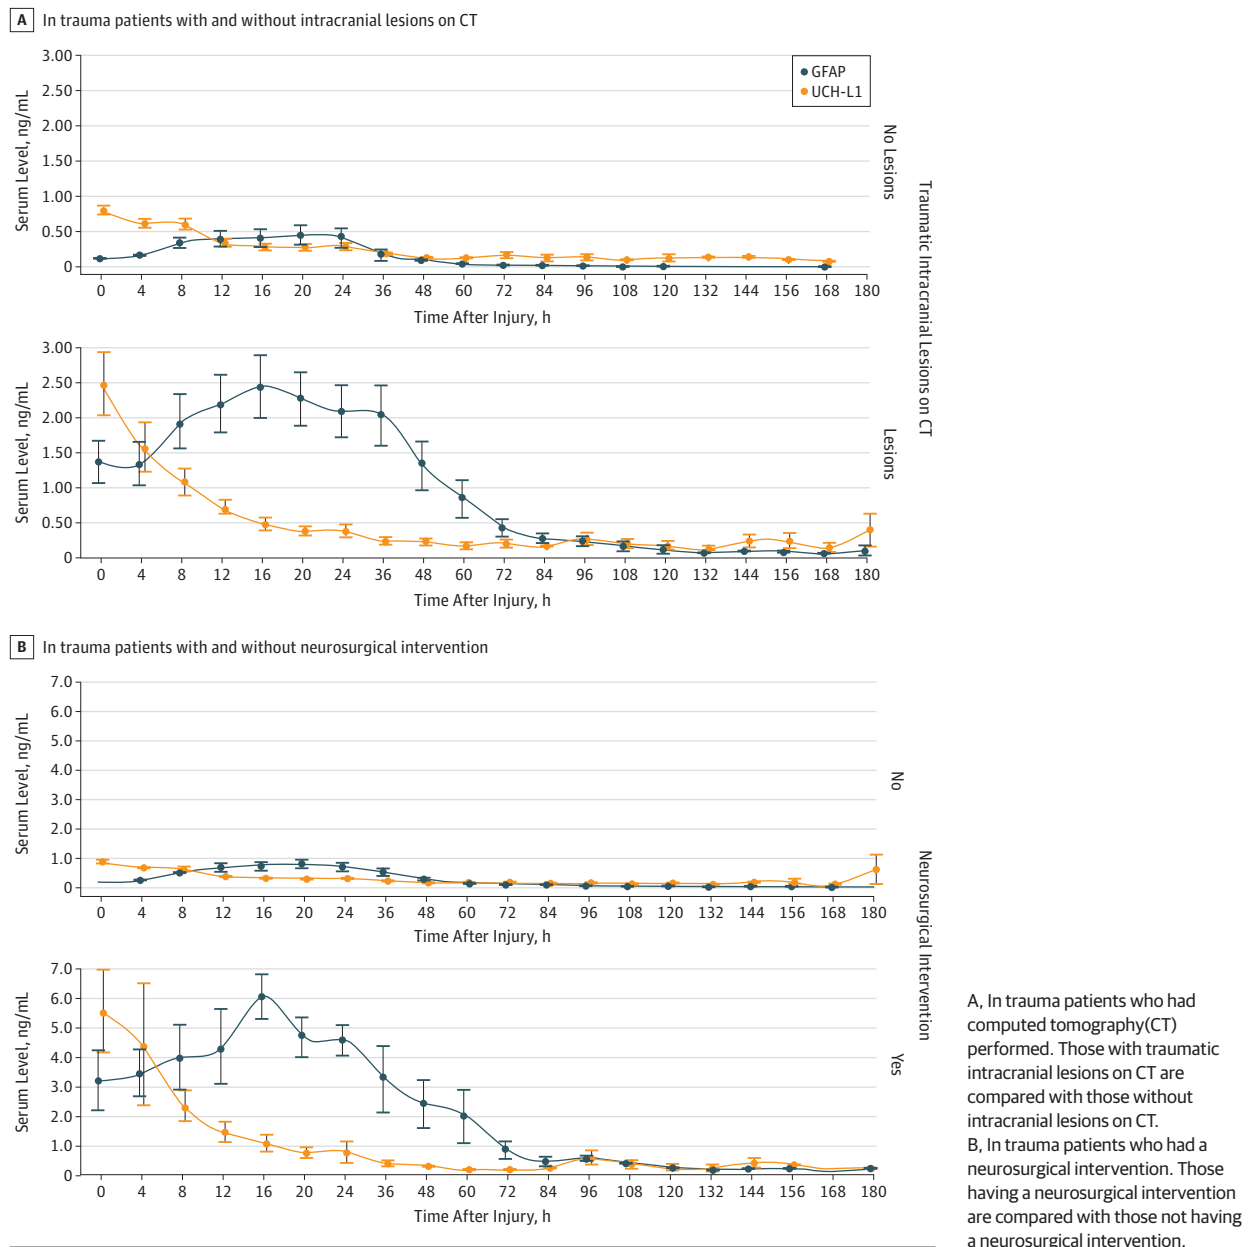 A In trauma patients with and without intracranial lesions on CT
3.00
2.50
2.00
1.50
1.00
0.50
0
Serum Level, ng/mL
GFAP
UCH-L1
No Lesions
0 4 8 12 16 20 24 36 48 60 72 84 96 108 120 132 144 156 168 180
Time After Injury, h
Traumatic Intracranial Lesions on CT
3.00
2.50
2.00
1.50
1.00
0.50
0
Serum Level, ng/mL
Lesions
0 4 8 12 16 20 24 36 48 60 72 84 96 108 120 132 144 156 168 180
Time After Injury, h
B In trauma patients with and without neurosurgical intervention
7.0
6.0
5.0
4.0
3.0
2.0
1.0
0
Serum Level, ng/mL
No
0 4 8 12 16 20 24 36 48 60 72 84 96 108 120 132 144 156 168 180
Time After Injury, h
Neurosurgical Intervention
7.0
6.0
5.0
4.0
3.0
2.0
1.0
0
Serum Level, ng/mL
Yes
0 4 8 12 16 20 24 36 48 60 72 84 96 108 120 132 144 156 168 180
Time After Injury, h
A, In trauma patients who had
computed tomography(CT)
performed. Those with traumatic
intracranial lesions on CT are
compared with those without
intracranial lesions on CT.
B, In trauma patients who had a
neurosurgical intervention. Those
having a neurosurgical intervention
are compared with those not having
a neurosurgical intervention.